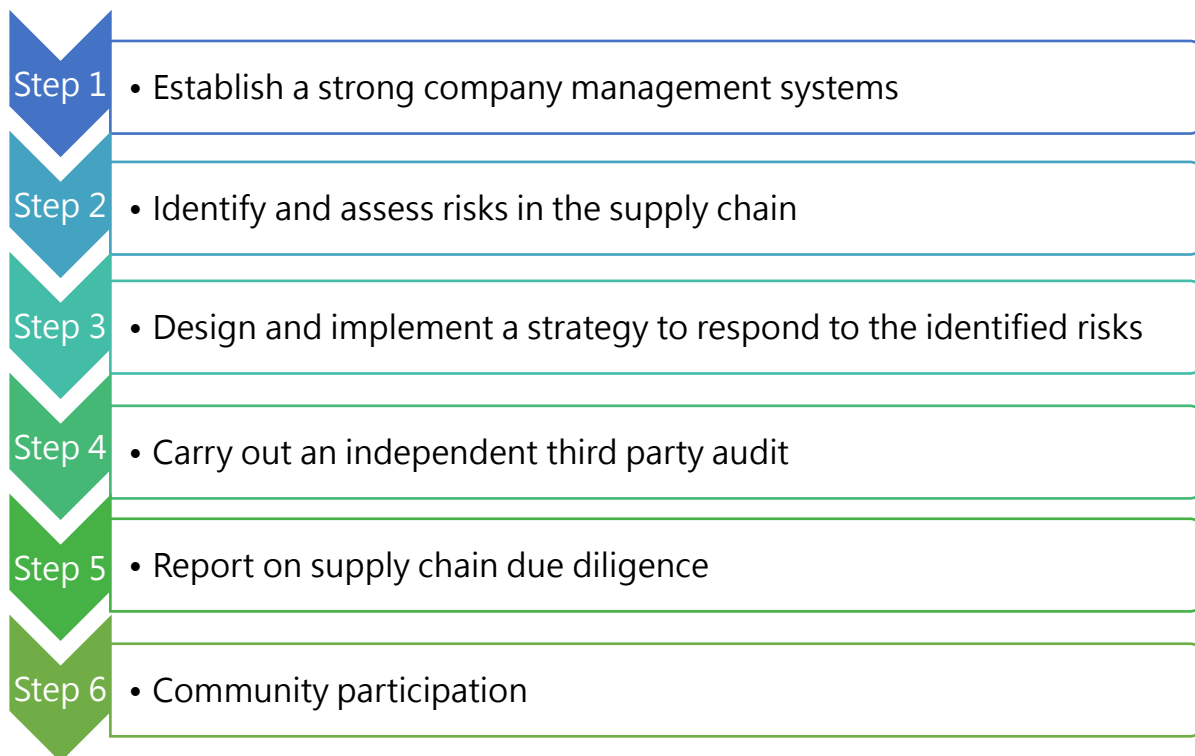 Step 1
• Establish a strong company management systems
Step 2
• Identify and assess risks in the supply chain
Step 3
• Design and implement a strategy to respond to the identified risks
Step 4
• Carry out an independent third party audit
Step 5
• Report on supply chain due diligence
Step 6
• Community participation